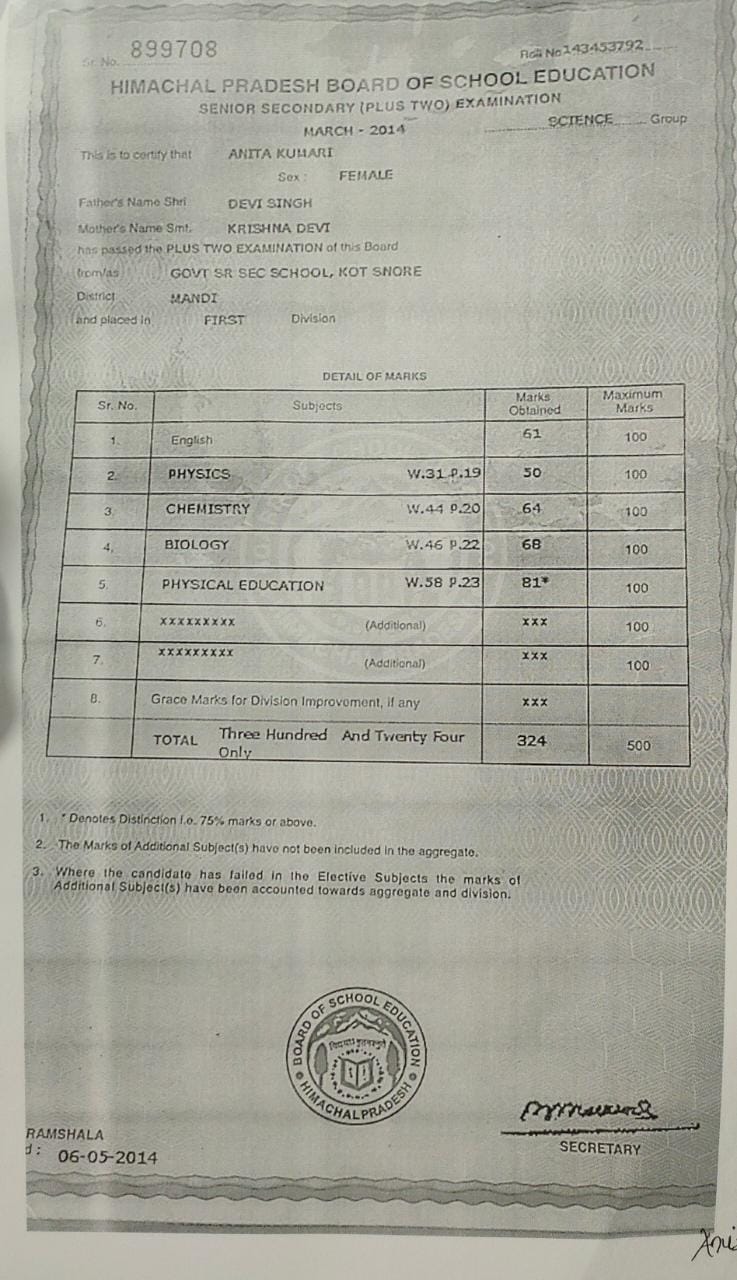 Sr. No. 899708
Roll No 143453792
HIMACHAL PRADESH BOARD OF SCHOOL EDUCATION
SENIOR SECONDARY (PLUS TWO) EXAMINATION
MARCH - 2014 SCIENCE Group
This is to certify that ANITA KUMARI
Sex : FEMALE
Father's Name Shri DEVI SINGH
Mother's Name Smt. KRISHNA DEVI
has passed the PLUS TWO EXAMINATION of this Board
from/as GOVT SR SEC SCHOOL, KOT SNORE
District MANDI
and placed in FIRST Division
DETAIL OF MARKS
Sr. No. Subjects Marks Obtained Maximum Marks
1. English 61 100
2. PHYSICS W.31 P.19 50 100
3. CHEMISTRY W.44 P.20 64 100
4. BIOLOGY W.46 P.22 68 100
5. PHYSICAL EDUCATION W.58 P.23 81* 100
6. XXXXXXXXX (Additional) XXX 100
7. XXXXXXXXX (Additional) XXX 100
8. Grace Marks for Division Improvement, if any XXX
TOTAL Three Hundred And Twenty Four Only 324 500
1. * Denotes Distinction i.e. 75% marks or above.
2. The Marks of Additional Subject(s) have not been included in the aggregate.
3. Where the candidate has failed in the Elective Subjects the marks of
Additional Subject(s) have been accounted towards aggregate and division.
BOARD OF SCHOOL EDUCATION
HIMACHAL PRADESH
RAMSHALA
d : 06-05-2014
SECRETARY